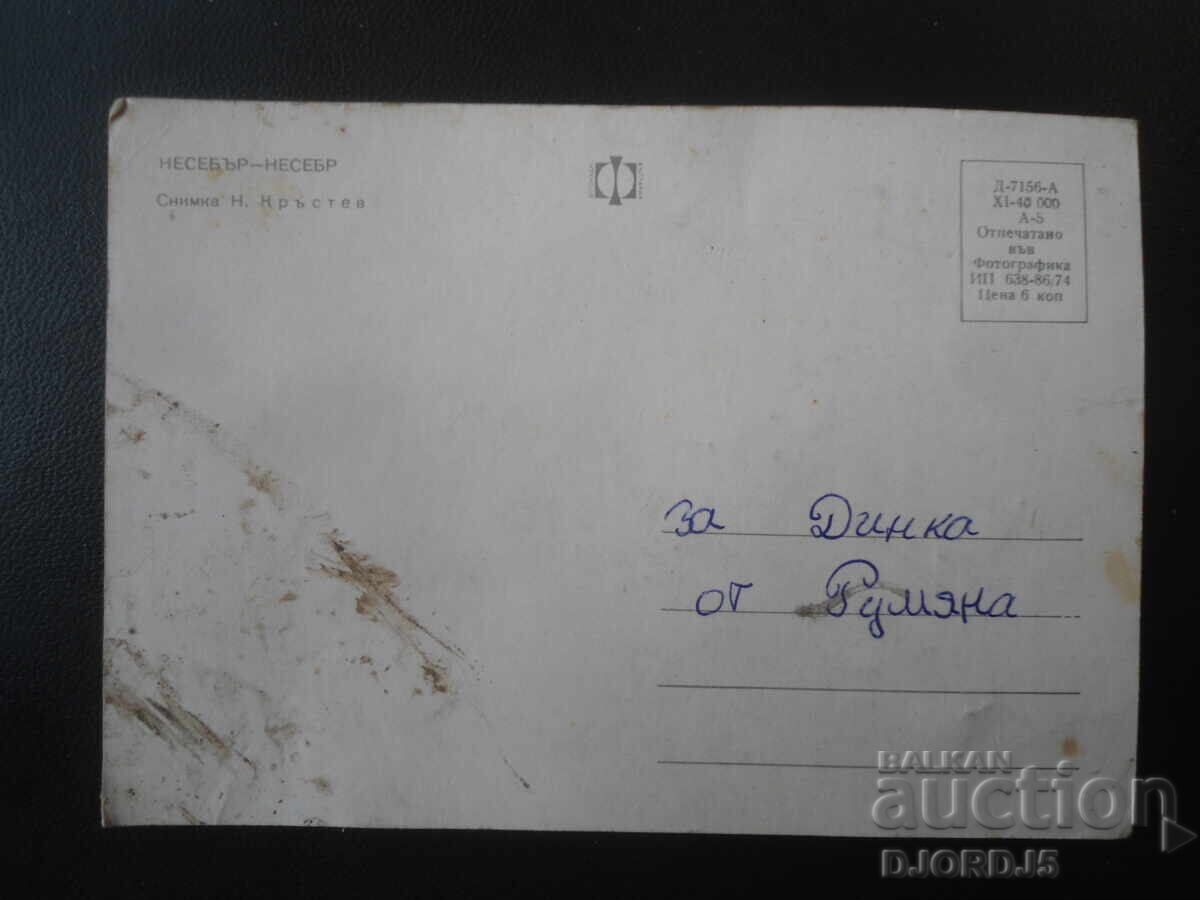 НЕСЕБЪР—НЕСЕБР
Снимка Н. Кръстев
Д-7156-А
XI-40 000
А-5
Отпечатано
във
Фотографика
ИП 638-86/74
Цена 6 коп
за Динка
от Румяна
BALKAN
auction
DJORDJ5